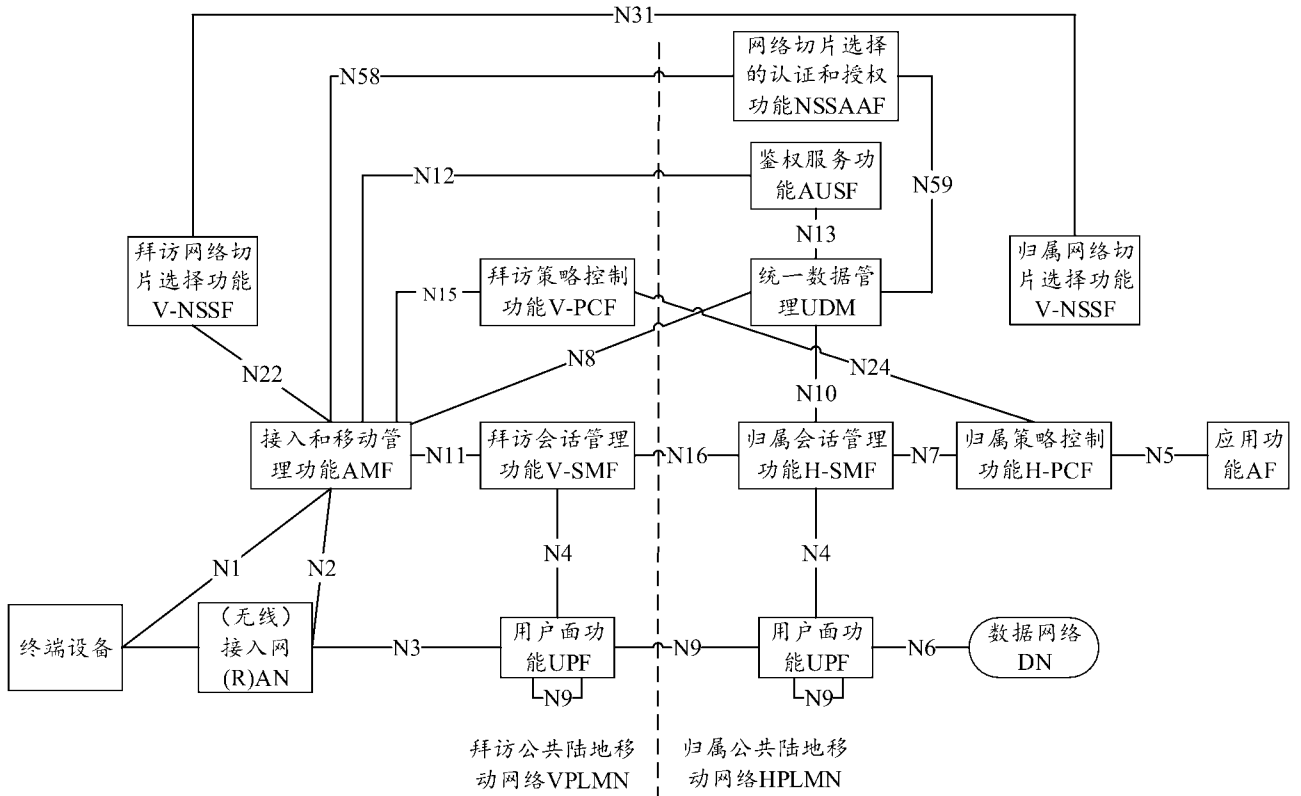 N31
网络切片选择
的认证和授权
功能NSSAAF
N58
鉴权服务功
能AUSF
N12
N59
N13
拜访网络切
片选择功能
V-NSSF
拜访策略控制
功能V-PCF
N15
统一数据管
理UDM
归属网络切
片选择功能
V-NSSF
N22
N8
N24
N10
接入和移动管
理功能AMF
N11
拜访会话管理
功能V-SMF
N16
归属会话管理
功能H-SMF
N7
归属策略控制
功能H-PCF
N5
应用功
能AF
N1
N2
N4
N4
终端设备
（无线）
接入网
(R)AN
N3
用户面功
能UPF
N9
用户面功
能UPF
N6
数据网络
DN
N9
N9
拜访公共陆地移
动网络VPLMN
归属公共陆地移
动网络HPLMN